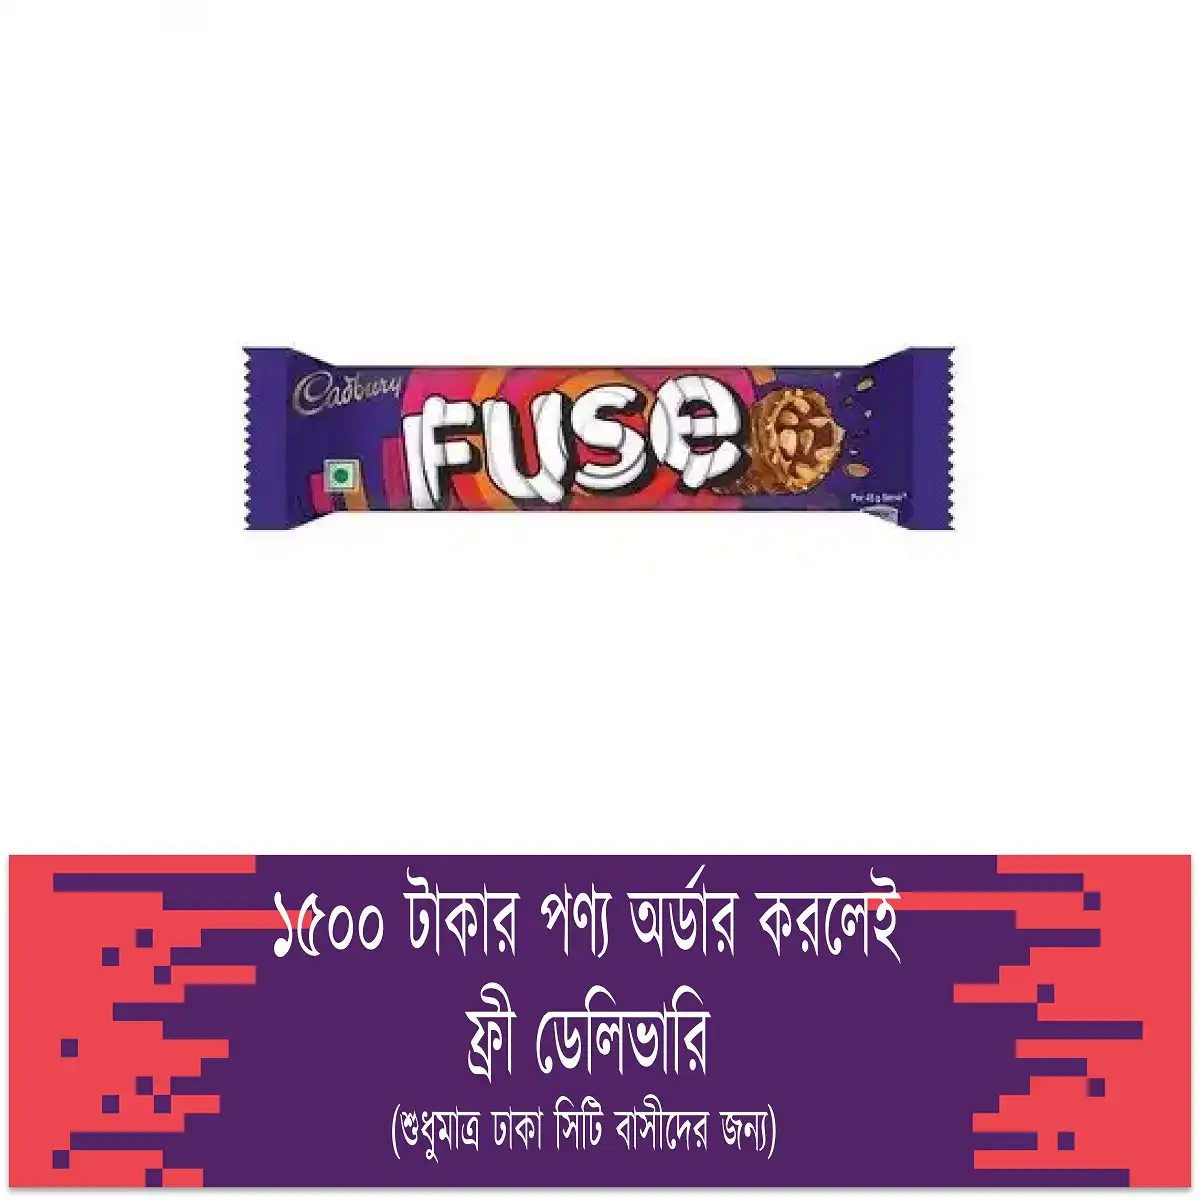 Cadbury
FUSE
১৫০০ টাকার পণ্য অর্ডার করলেই
ফ্রী ডেলিভারি
(শুধুমাত্র ঢাকা সিটি বাসীদের জন্য)